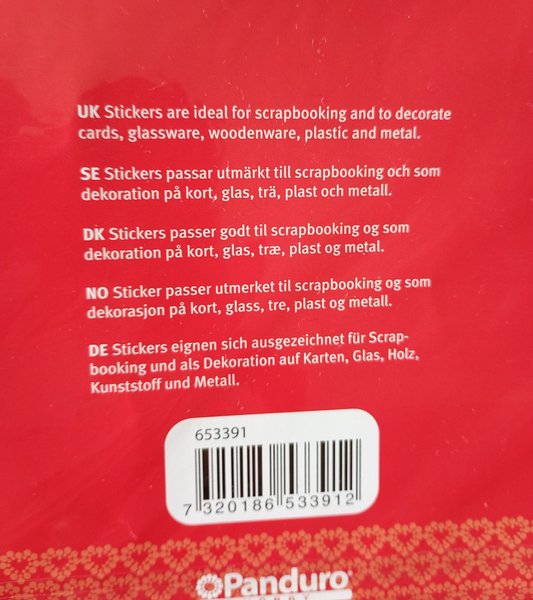 UK Stickers are ideal for scrapbooking and to decorate
cards, glassware, woodenware, plastic and metal.
SE Stickers passar utmärkt till scrapbooking och som
dekoration på kort, glas, trä, plast och metall.
DK Stickers passer godt til scrapbooking og som
dekoration på kort, glas, træ, plast og metal.
NO Sticker passer utmerket til scrapbooking og som
dekorasjon på kort, glass, tre, plast og metall.
DE Stickers eignen sich ausgezeichnet für Scrap-
booking und als Dekoration auf Karten, Glas, Holz,
Kunststoff und Metall.
653391
7 320186 533912
Panduro®